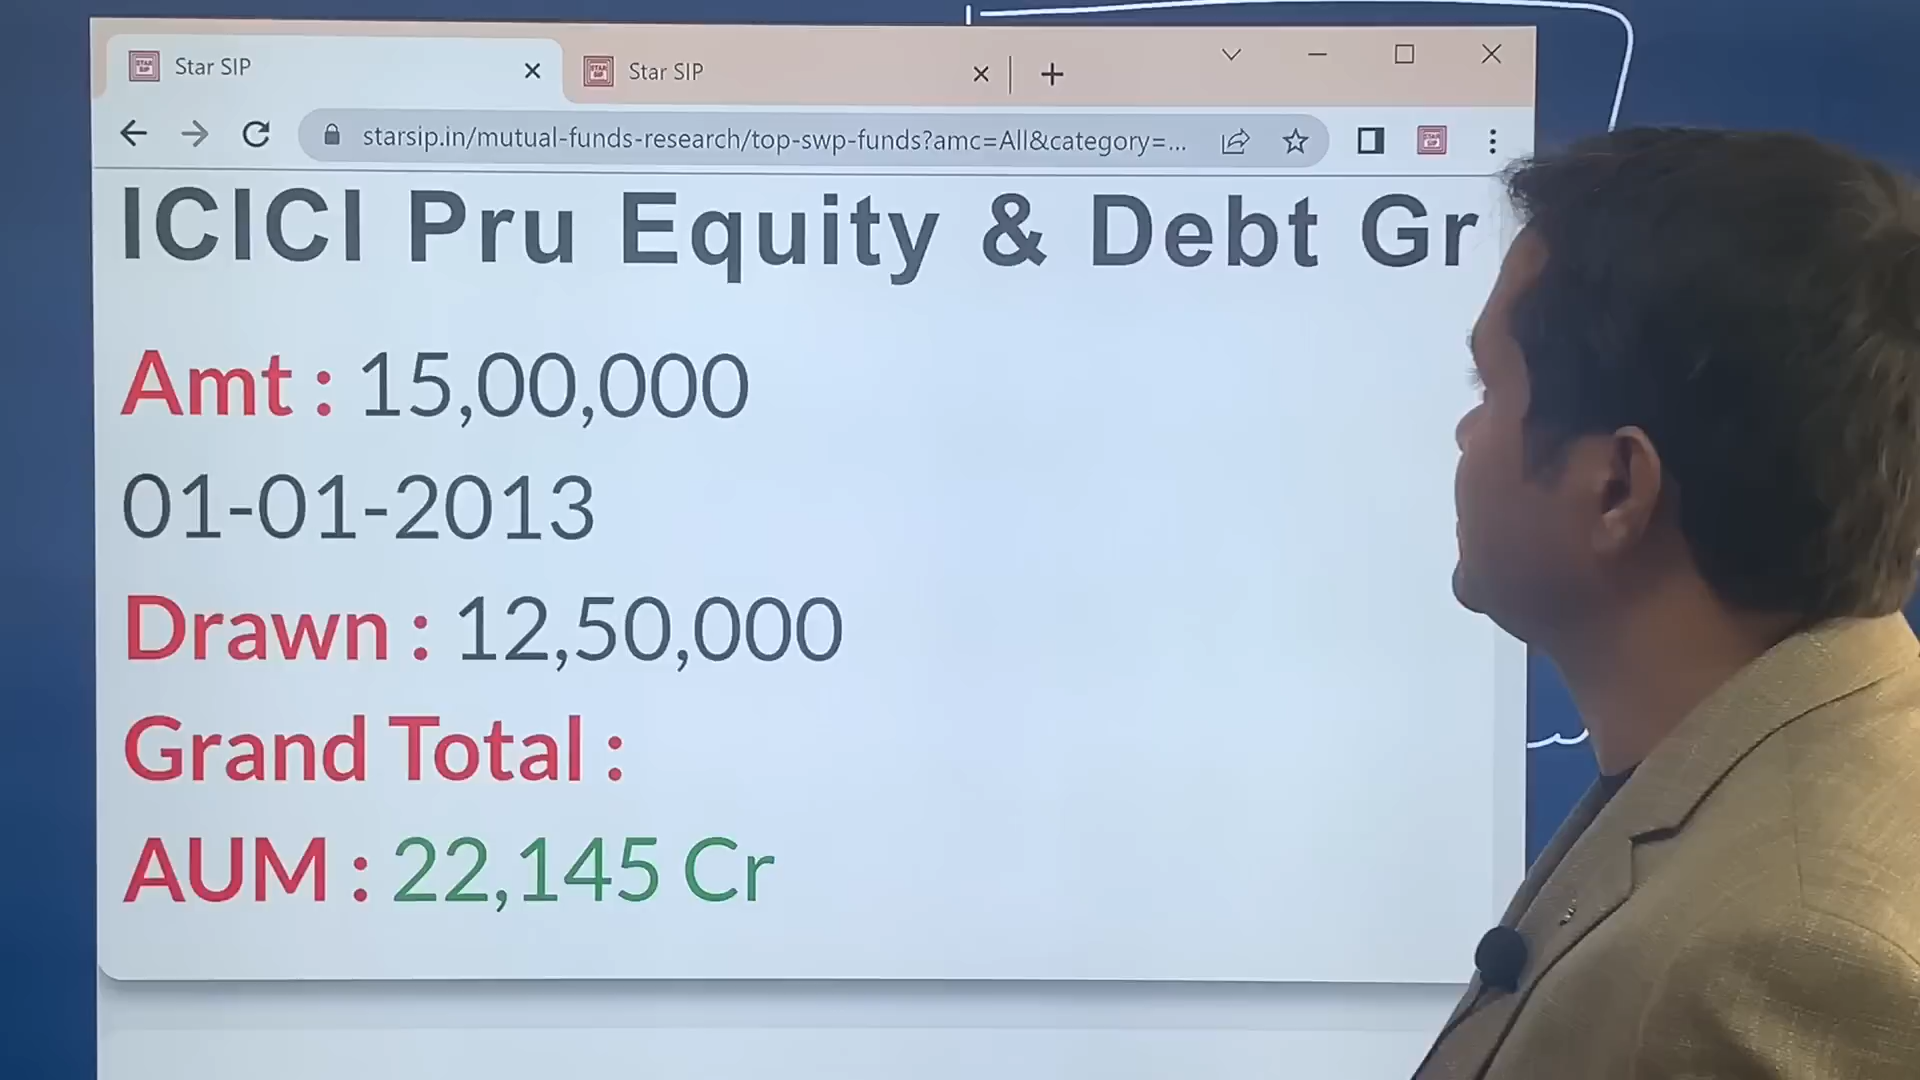 Star SIP
Star SIP
starsip.in/mutual-funds-research/top-swp-funds?amc=All&category=...
ICICI Pru Equity & Debt Gr
Amt : 15,00,000
01-01-2013
Drawn : 12,50,000
Grand Total :
AUM : 22,145 Cr